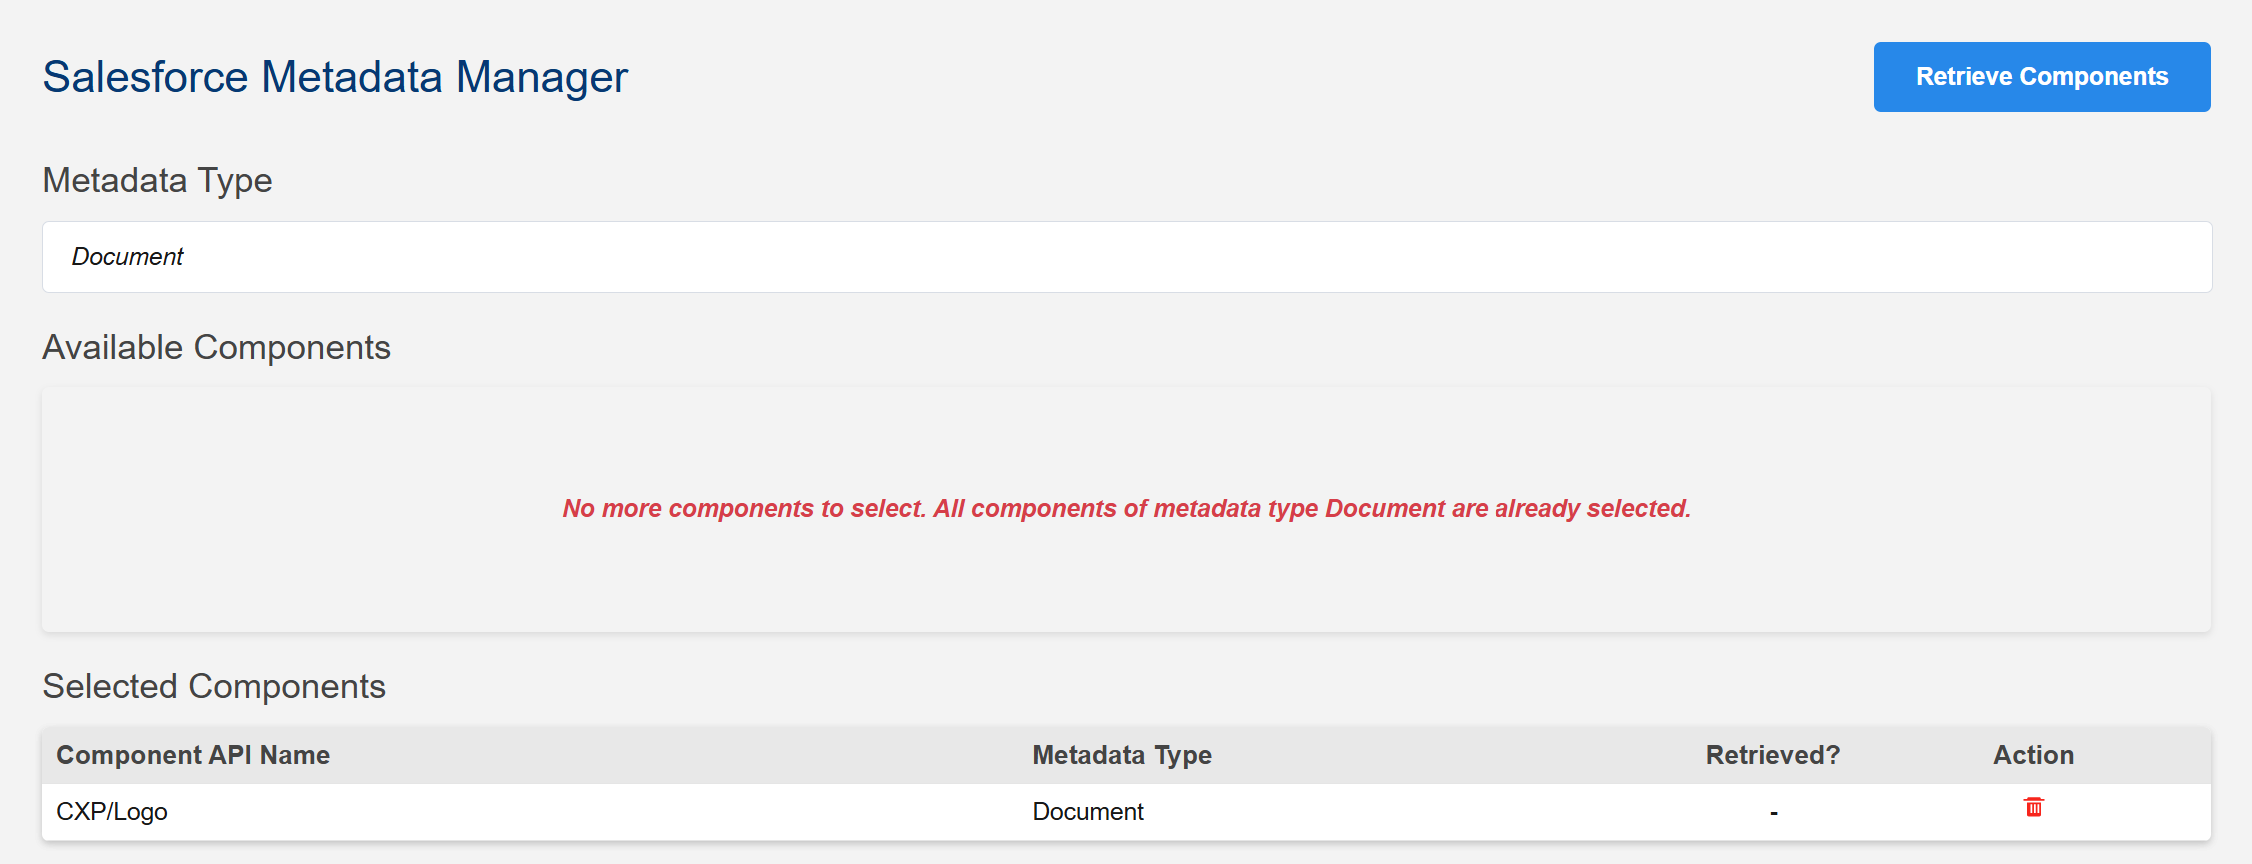 Salesforce Metadata Manager
Retrieve Components
Metadata Type
Document
Available Components
No more components to select. All components of metadata type Document are already selected.
Selected Components
Component API Name Metadata Type Retrieved? Action
CXP/Logo Document -